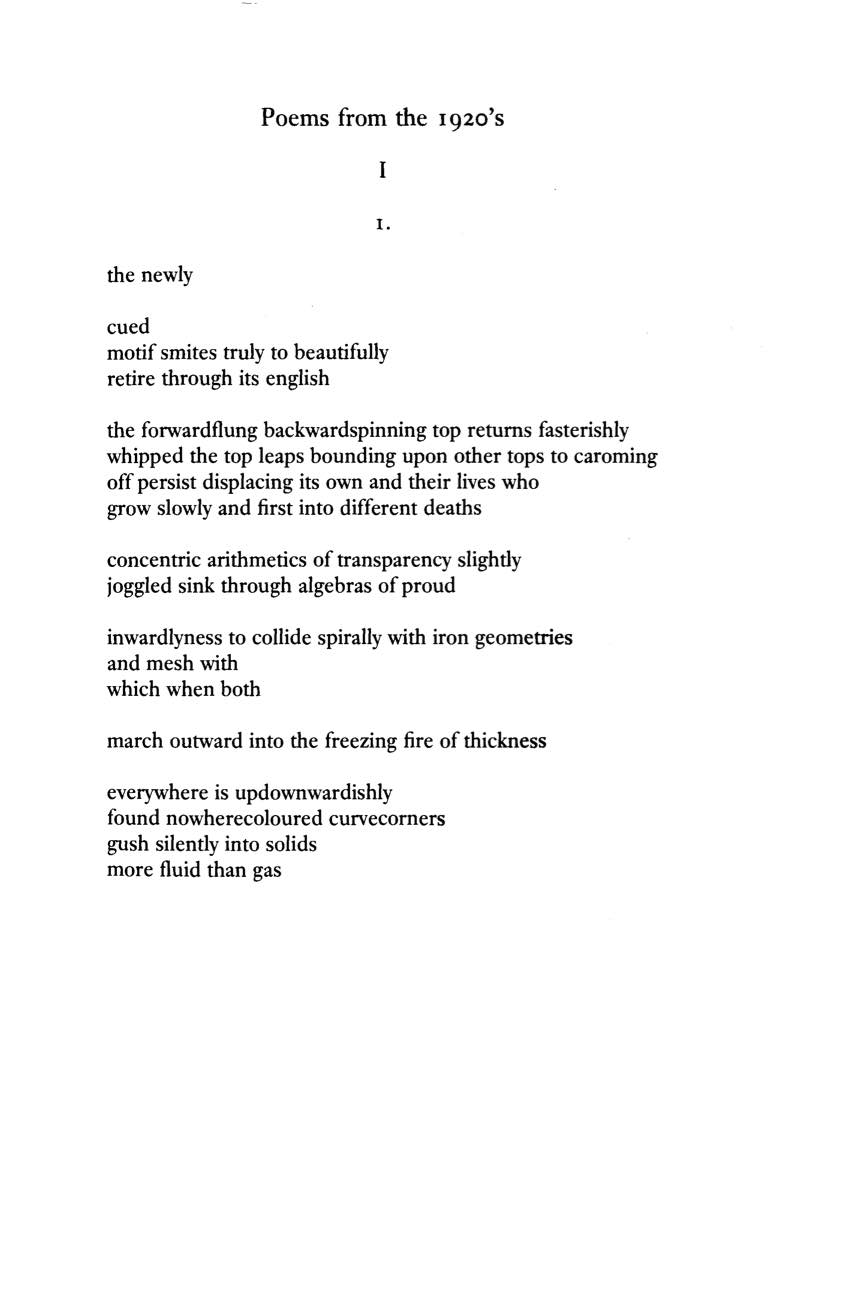 Poems from the 1920's
I
1.
the newly
cued
motif smites truly to beautifully
retire through its english
the forwardflung backwardspinning top returns fasterishly
whipped the top leaps bounding upon other tops to caroming
off persist displacing its own and their lives who
grow slowly and first into different deaths
concentric arithmetics of transparency slightly
joggled sink through algebras of proud
inwardlyness to collide spirally with iron geometries
and mesh with
which when both
march outward into the freezing fire of thickness
everywhere is updownwardishly
found nowherecoloured curvecorners
gush silently into solids
more fluid than gas